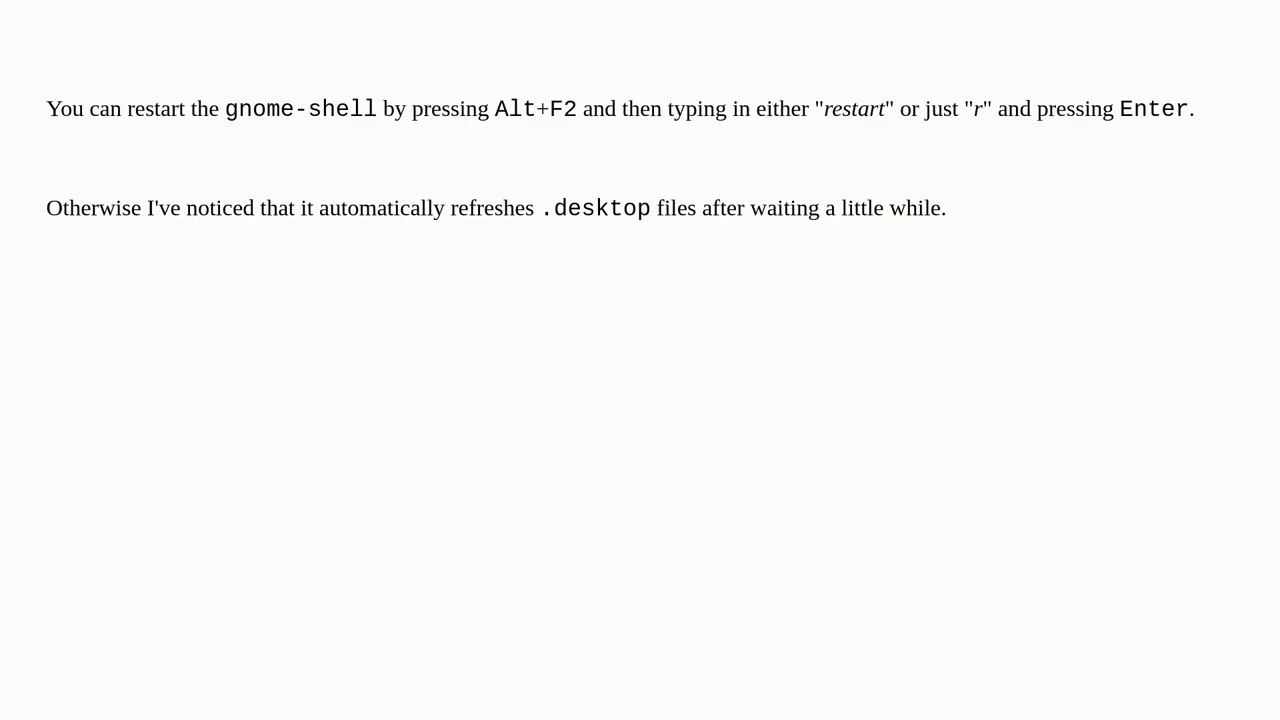 You can restart the gnome-shell by pressing Alt+F2 and then typing in either "restart" or just "r" and pressing Enter.
Otherwise I've noticed that it automatically refreshes .desktop files after waiting a little while.